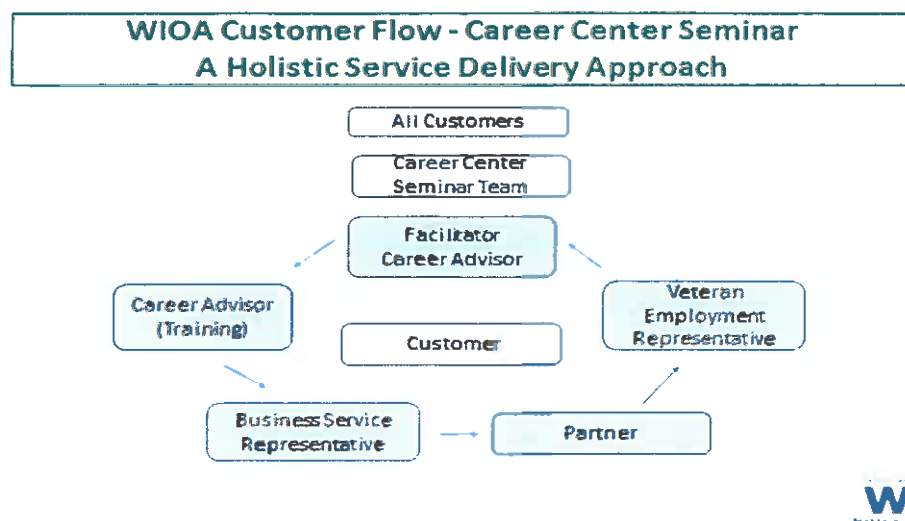 WIOA Customer Flow - Career Center Seminar
A Holistic Service Delivery Approach
All Customers
Career Center
Seminar Team
Facilitator
Career Advisor
Career Advisor
(Training)
Veteran
Employment
Representative
Customer
Business Service
Representative
Partner
W